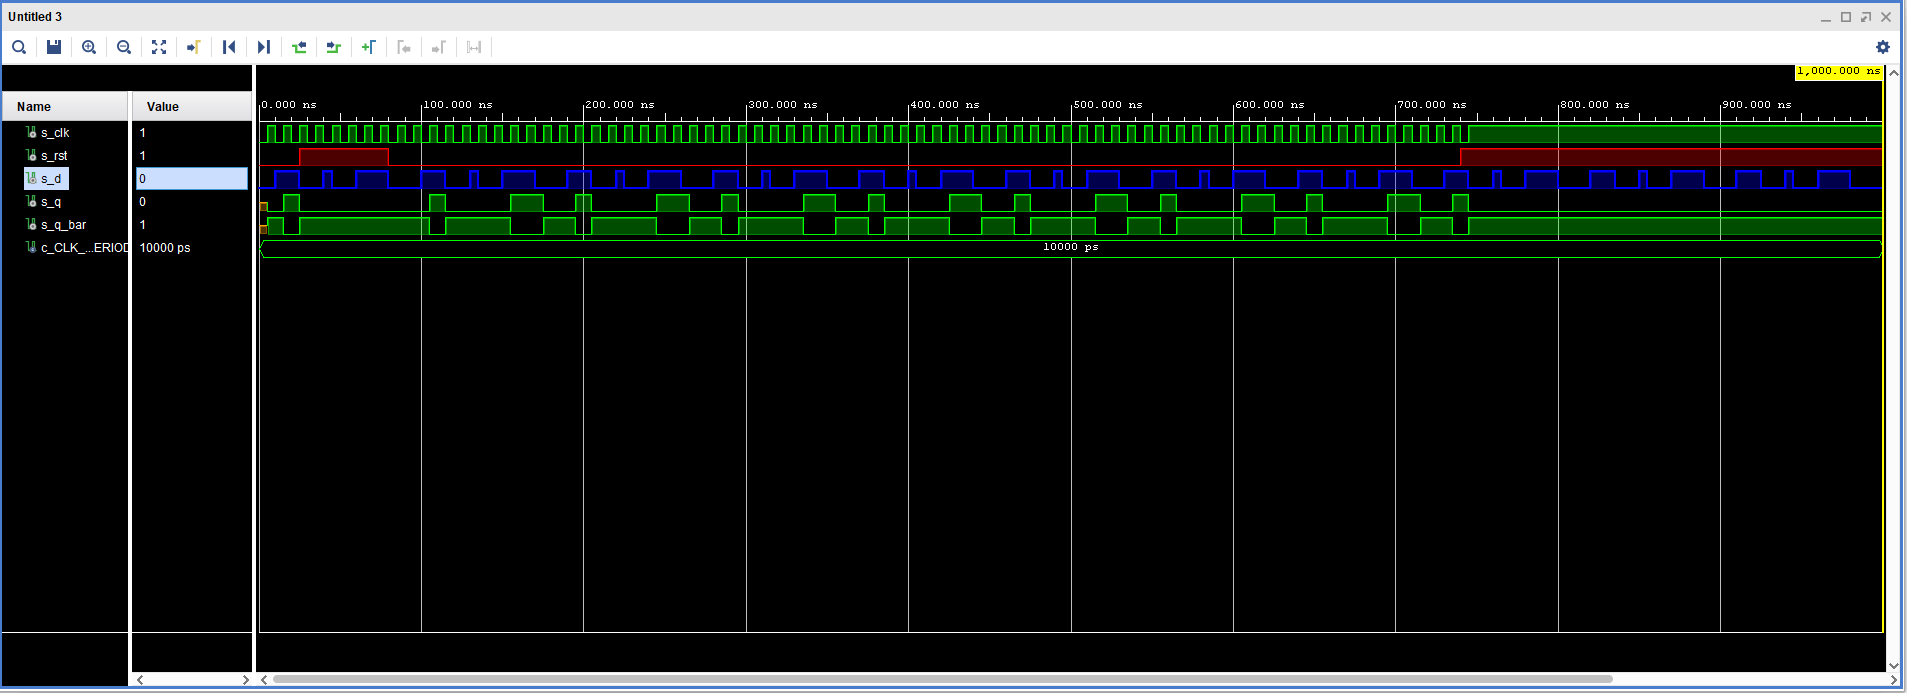 Untitled 3
1,000.000 ns
Name Value
0.000 ns 100.000 ns 200.000 ns 300.000 ns 400.000 ns 500.000 ns 600.000 ns 700.000 ns 800.000 ns 900.000 ns
s_clk 1
s_rst 1
s_d 0
s_q 0
s_q_bar 1
c_CLK_...ERIOD 10000 ps 10000 ps